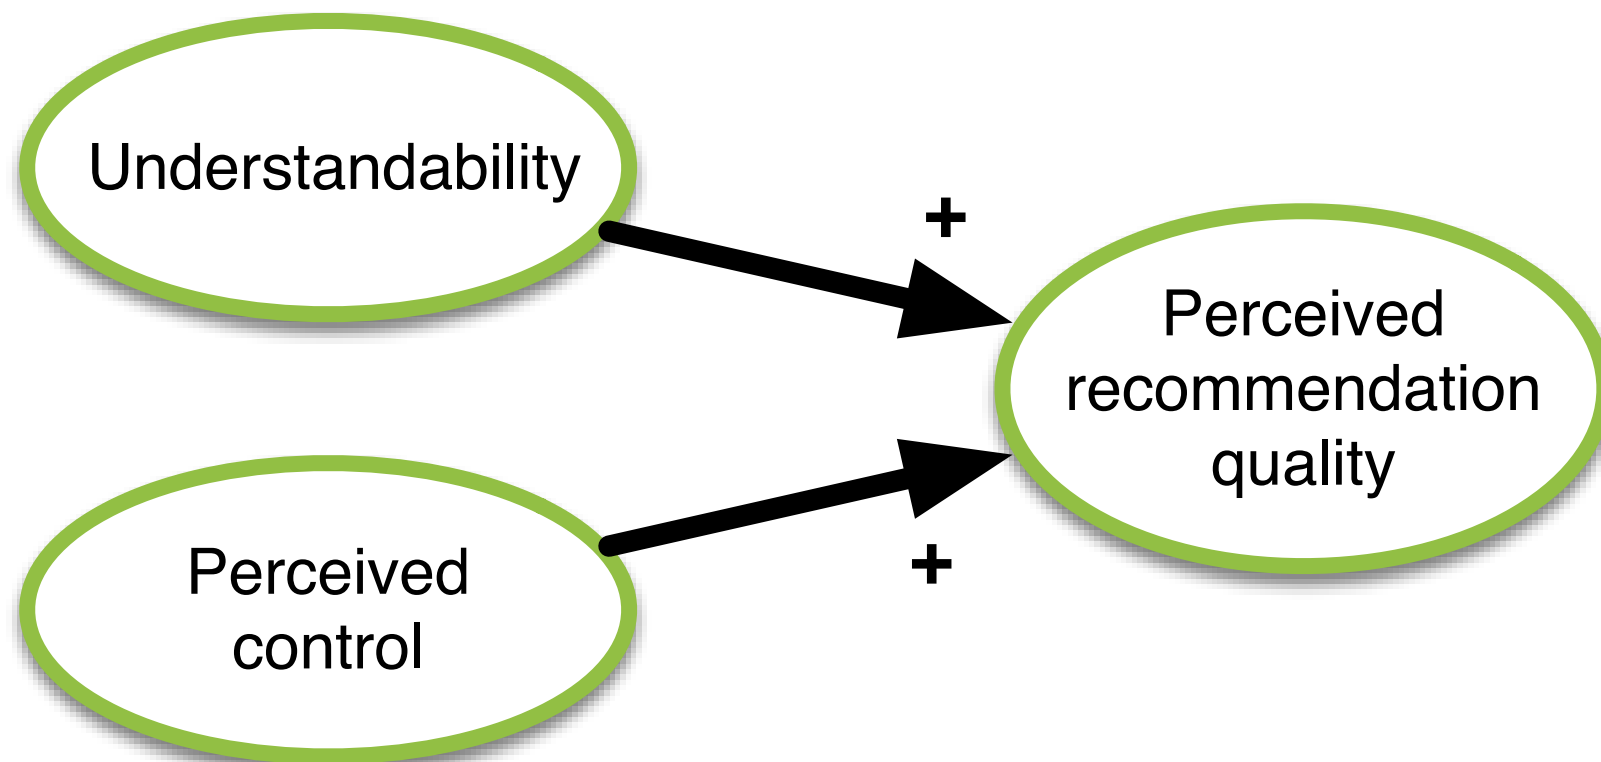 Understandability
+
Perceived
recommendation
quality
+
Perceived
control